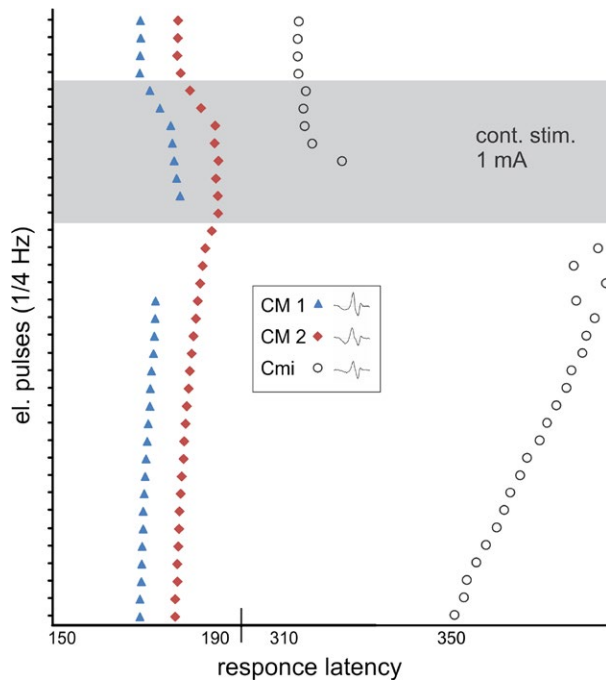 cont. stim.
1 mA
el. pulses (1/4 Hz)
CM 1
CM 2
Cmi
150
190
310
350
responce latency